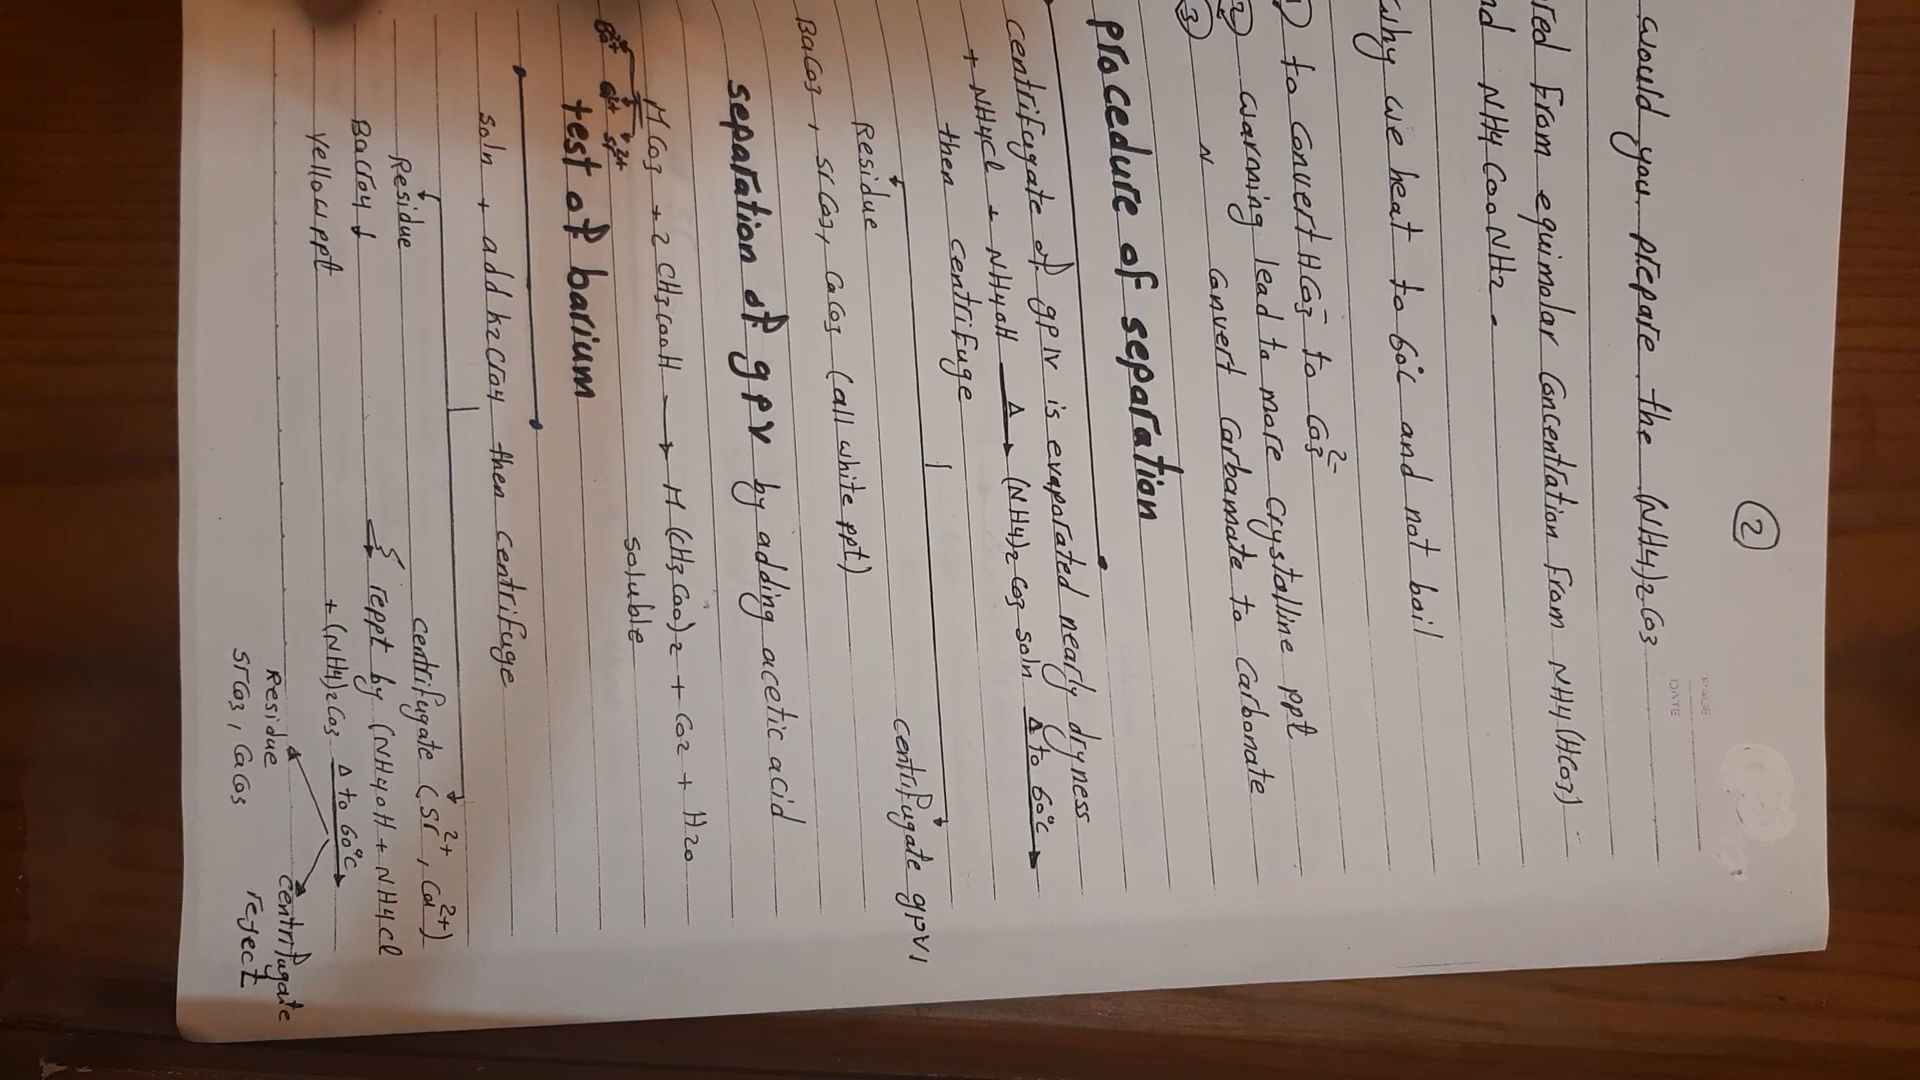 ②
would you prepare the (NH4)2CO3
from equimolar concentration from NH4(HCO3)
NH4COONH2.
why we heat to 60c and not boil
① to convert HCO3⁻ to CO3²⁻
② warming lead to more crystalline ppt
③ 〃 convert carbamate to carbonate
procedure of separation
centrifugate of gp IV is evaporated nearly dryness
+ NH4Cl + NH4OH Δ→ (NH4)2CO3 soln Δ to 60°C→
then centrifuge
Residue centrifugate gp VI
BaCO3, SrCO3, CaCO3 (all white ppt)
separation of gp V by adding acetic acid
MCO3 + 2CH3COOH → M(CH3COO)2 + CO2 + H2O
Ba²⁺ Ca²⁺ Sr²⁺ soluble
test of barium
soln + add K2CrO4 then centrifuge
Residue centrifugate (Sr²⁺, Ca²⁺)
BaCrO4↓ reppt by (NH4OH + NH4Cl
yellow ppt + (NH4)2CO3 Δ to 60°C→
Residue centrifugate
SrCO3, CaCO3 reject